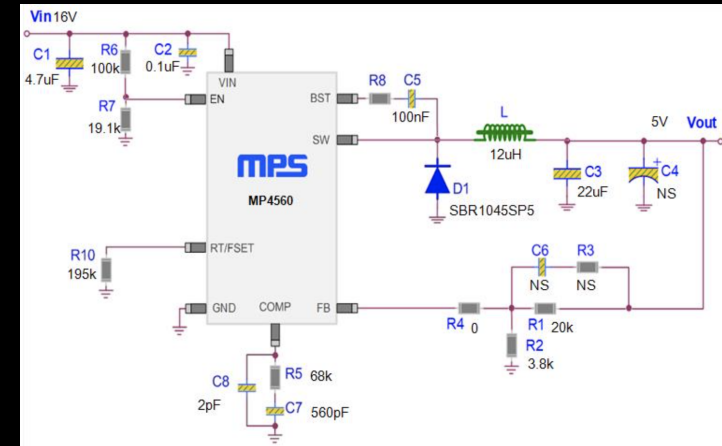 Vin 16V
C1
4.7uF
R6
100k
C2
0.1uF
R7
19.1k
VIN
EN
BST
SW
R8
C5
100nF
L
12uH
5V
Vout
MPS
MP4560
D1
SBR1045SP5
C3
22uF
+
C4
NS
R10
195k
RT/FSET
GND
COMP
FB
C6
NS
R3
NS
R4 0
R1 20k
R2
3.8k
C8
2pF
R5 68k
C7 560pF